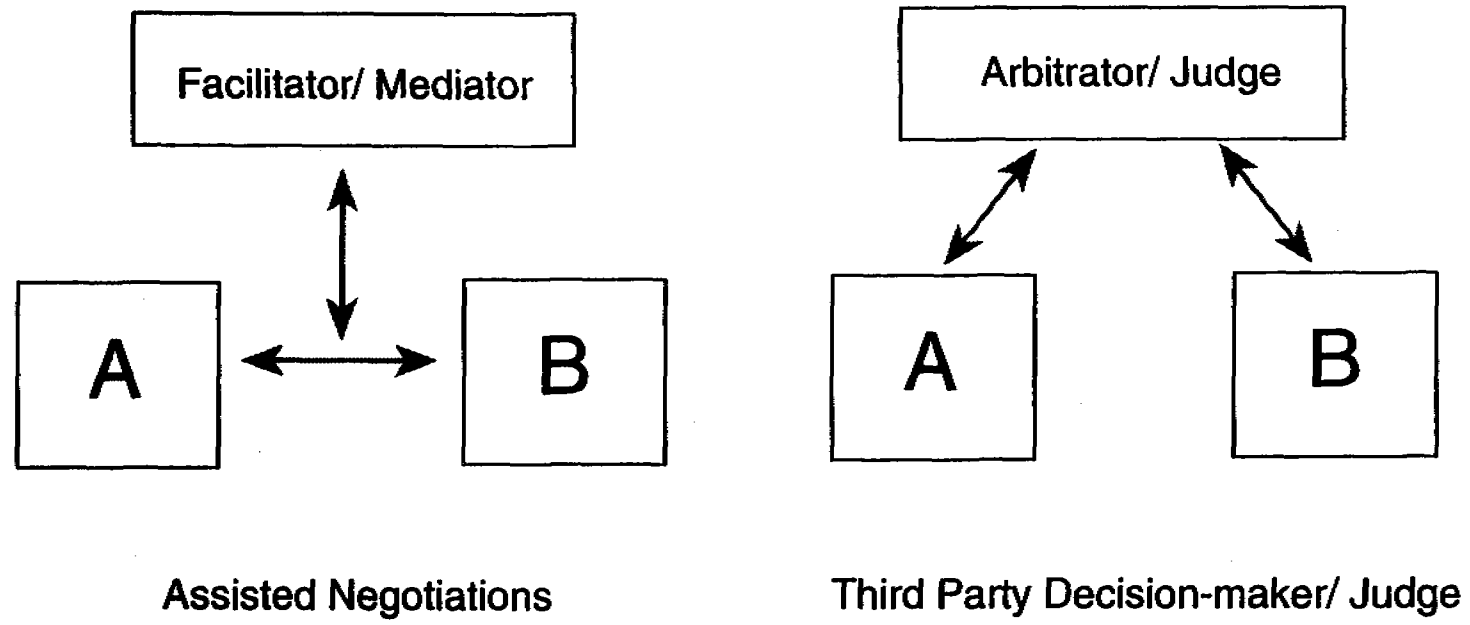 Facilitator/ Mediator
Arbitrator/ Judge
A
B
A
B
Assisted Negotiations
Third Party Decision-maker/ Judge